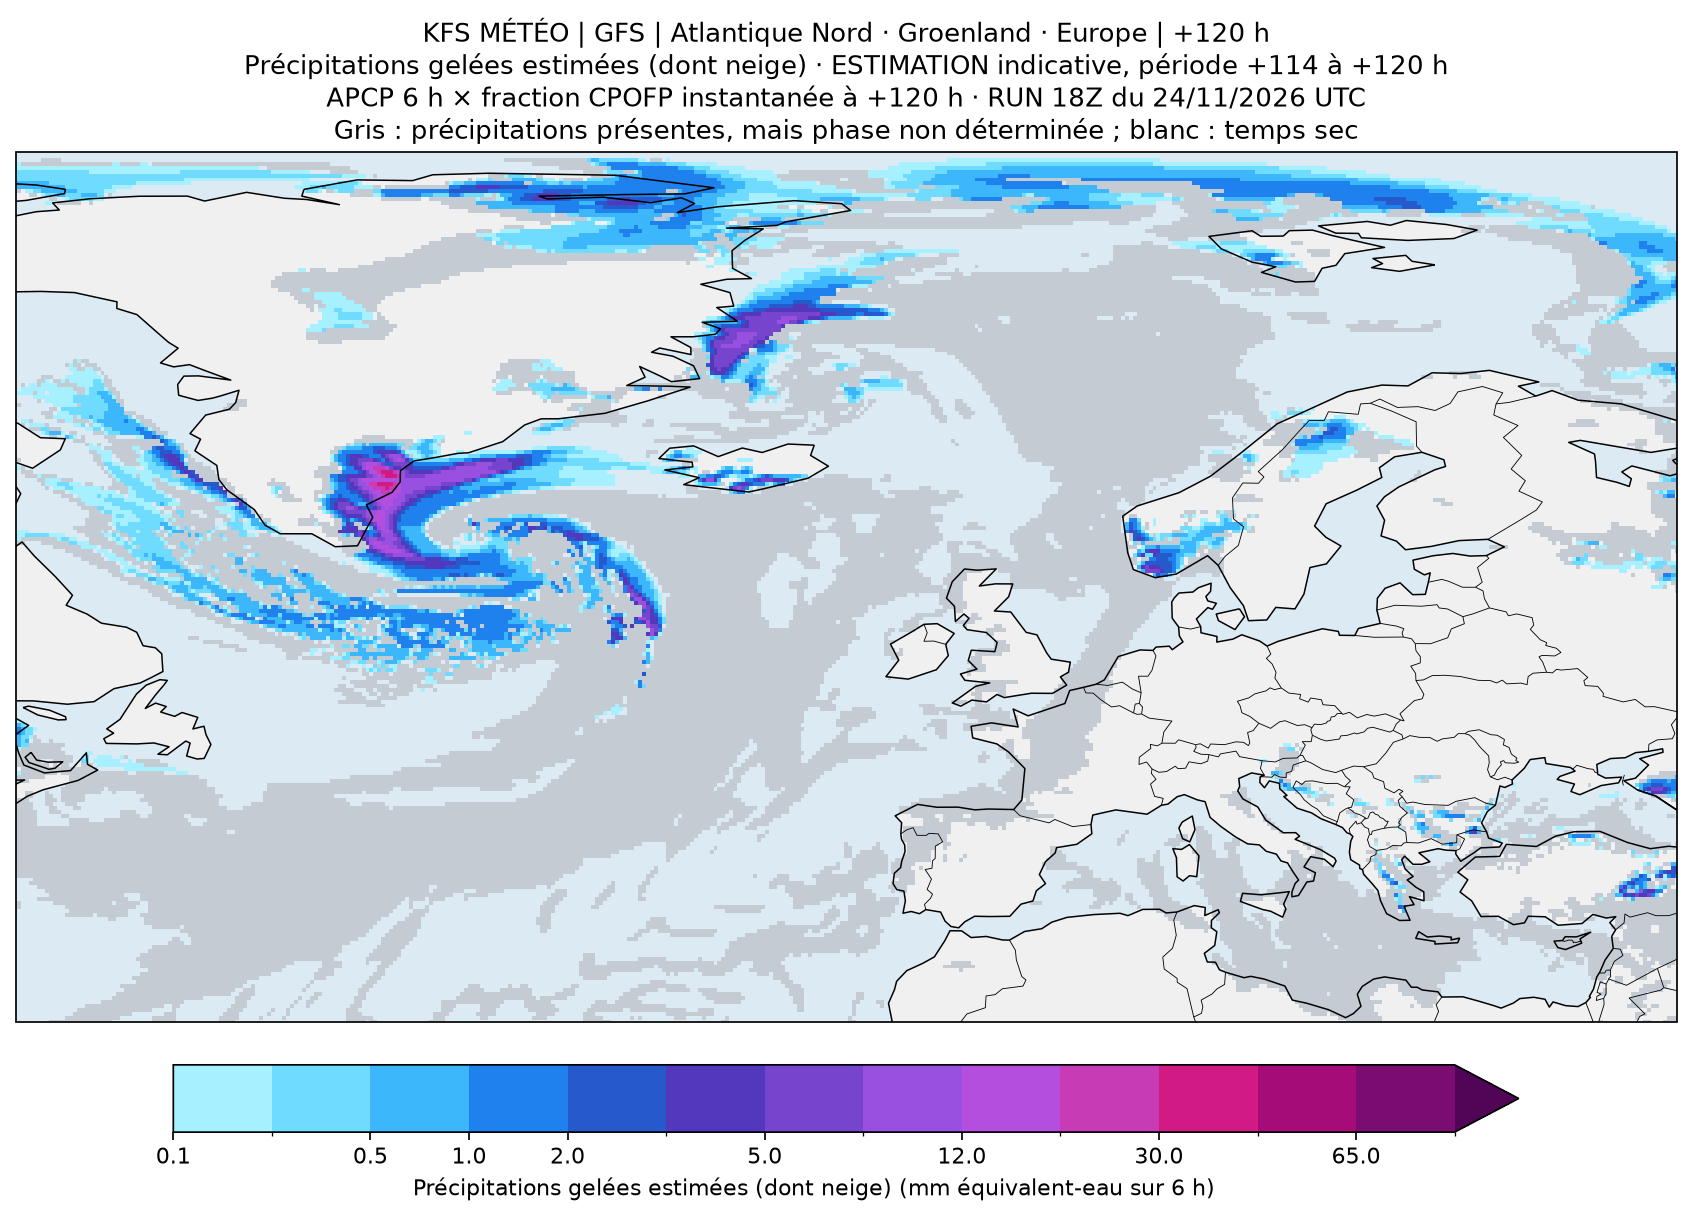 KFS MÉTÉO | GFS | Atlantique Nord · Groenland · Europe | +120 h
Précipitations gelées estimées (dont neige) · ESTIMATION indicative, période +114 à +120 h
APCP 6 h × fraction CPOFP instantanée à +120 h · RUN 18Z du 24/11/2026 UTC
Gris : précipitations présentes, mais phase non déterminée ; blanc : temps sec
0.1 0.5 1.0 2.0 5.0 12.0 30.0 65.0
Précipitations gelées estimées (dont neige) (mm équivalent-eau sur 6 h)